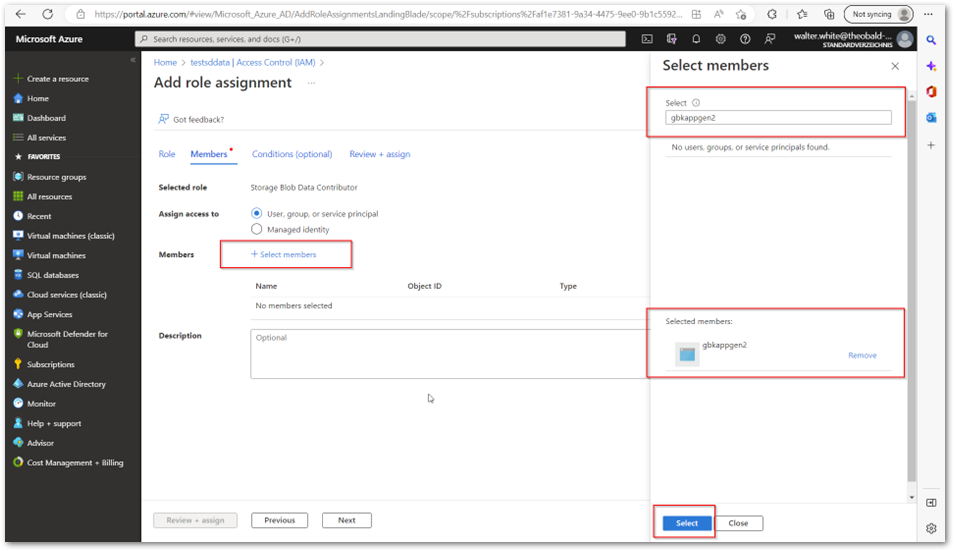 https://portal.azure.com/#view/Microsoft_Azure_AD/AddRoleAssignmentsLandingBlade/scope/%2Fsubscriptions%2Faf1e7381-9a34-4475-9ee0-9b1c5592...
Not syncing
Microsoft Azure
Search resources, services, and docs (G+/)
walter.white@theobald-...
STANDARDVERZEICHNIS
Create a resource
Home
Dashboard
All services
FAVORITES
Resource groups
All resources
Recent
Virtual machines (classic)
Virtual machines
SQL databases
Cloud services (classic)
App Services
Microsoft Defender for
Cloud
Subscriptions
Azure Active Directory
Monitor
Help + support
Advisor
Cost Management + Billing
Home > testsddata | Access Control (IAM) >
Add role assignment ...
Got feedback?
Role Members * Conditions (optional) Review + assign
Selected role Storage Blob Data Contributor
Assign access to User, group, or service principal
Managed identity
Members + Select members
Name Object ID Type
No members selected
Description Optional
Review + assign Previous Next
Select members
Select
gbkappgen2
No users, groups, or service principals found.
Selected members:
gbkappgen2
Remove
Select Close